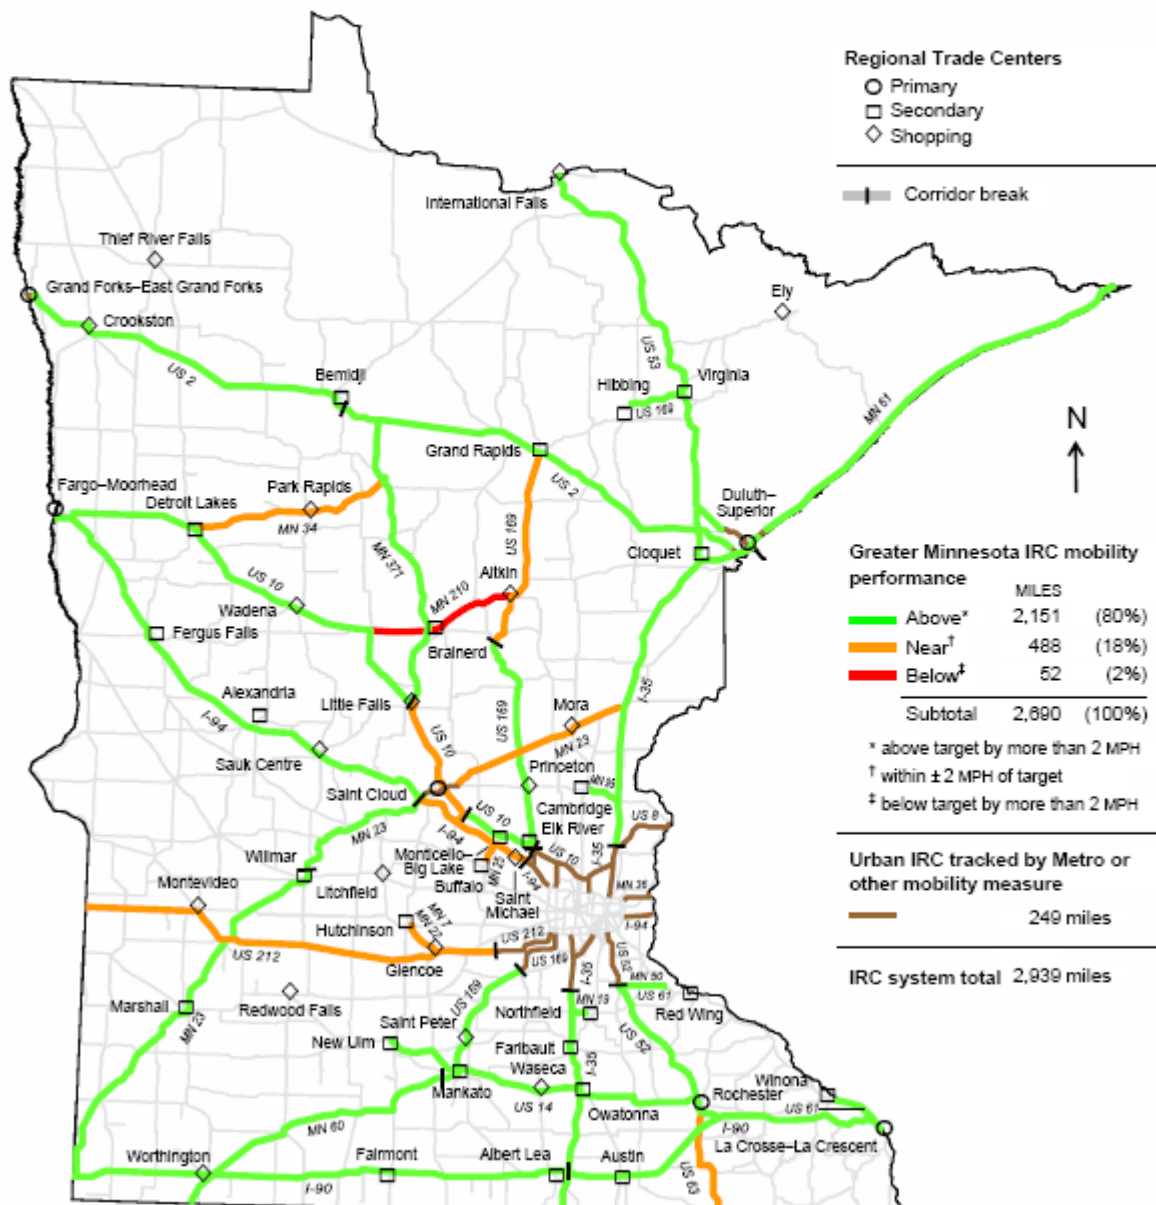 Regional Trade Centers
Primary
Secondary
Shopping
Corridor break
International Falls
Thief River Falls
Grand Forks–East Grand Forks
Ely
Crookston
US 2
Bemidji
US 53
Hibbing
Virginia
US 169
MN 61
N
Grand Rapids
US 2
Fargo–Moorhead
Detroit Lakes
Park Rapids
MN 34
US 169
Duluth–
Superior
Cloquet
MN 371
Aitkin
US 10
MN 210
Wadena
Fergus Falls
Brainerd
Greater Minnesota IRC mobility
performance
MILES
Above* 2,151 (80%)
Near† 488 (18%)
Below‡ 52 (2%)
Subtotal 2,690 (100%)
* above target by more than 2 MPH
† within ± 2 MPH of target
‡ below target by more than 2 MPH
Alexandria
Little Falls
I-35
I-94
US 10
US 169
Mora
MN 23
Sauk Centre
Princeton
MN 95
Saint Cloud
Cambridge
MN 23
US 10
Elk River
US 8
I-94
US 10
I-35
Willmar
Monticello–
Big Lake
MN 25
I-94
Litchfield
Buffalo
Saint
Michael
MN 36
I-94
Urban IRC tracked by Metro or
other mobility measure
249 miles
IRC system total 2,939 miles
Montevideo
Hutchinson
MN 7
MN 22
US 212
US 212
Glencoe
US 169
I-35
US 52
MN 50
US 61
Marshall
MN 23
Redwood Falls
US 169
Northfield
MN 19
Red Wing
Saint Peter
New Ulm
Faribault
US 52
Waseca
I-35
Mankato
US 14
Owatonna
Rochester
Winona
US 61
MN 60
I-90
La Crosse–La Crescent
Worthington
Fairmont
Albert Lea
Austin
I-90
US 63